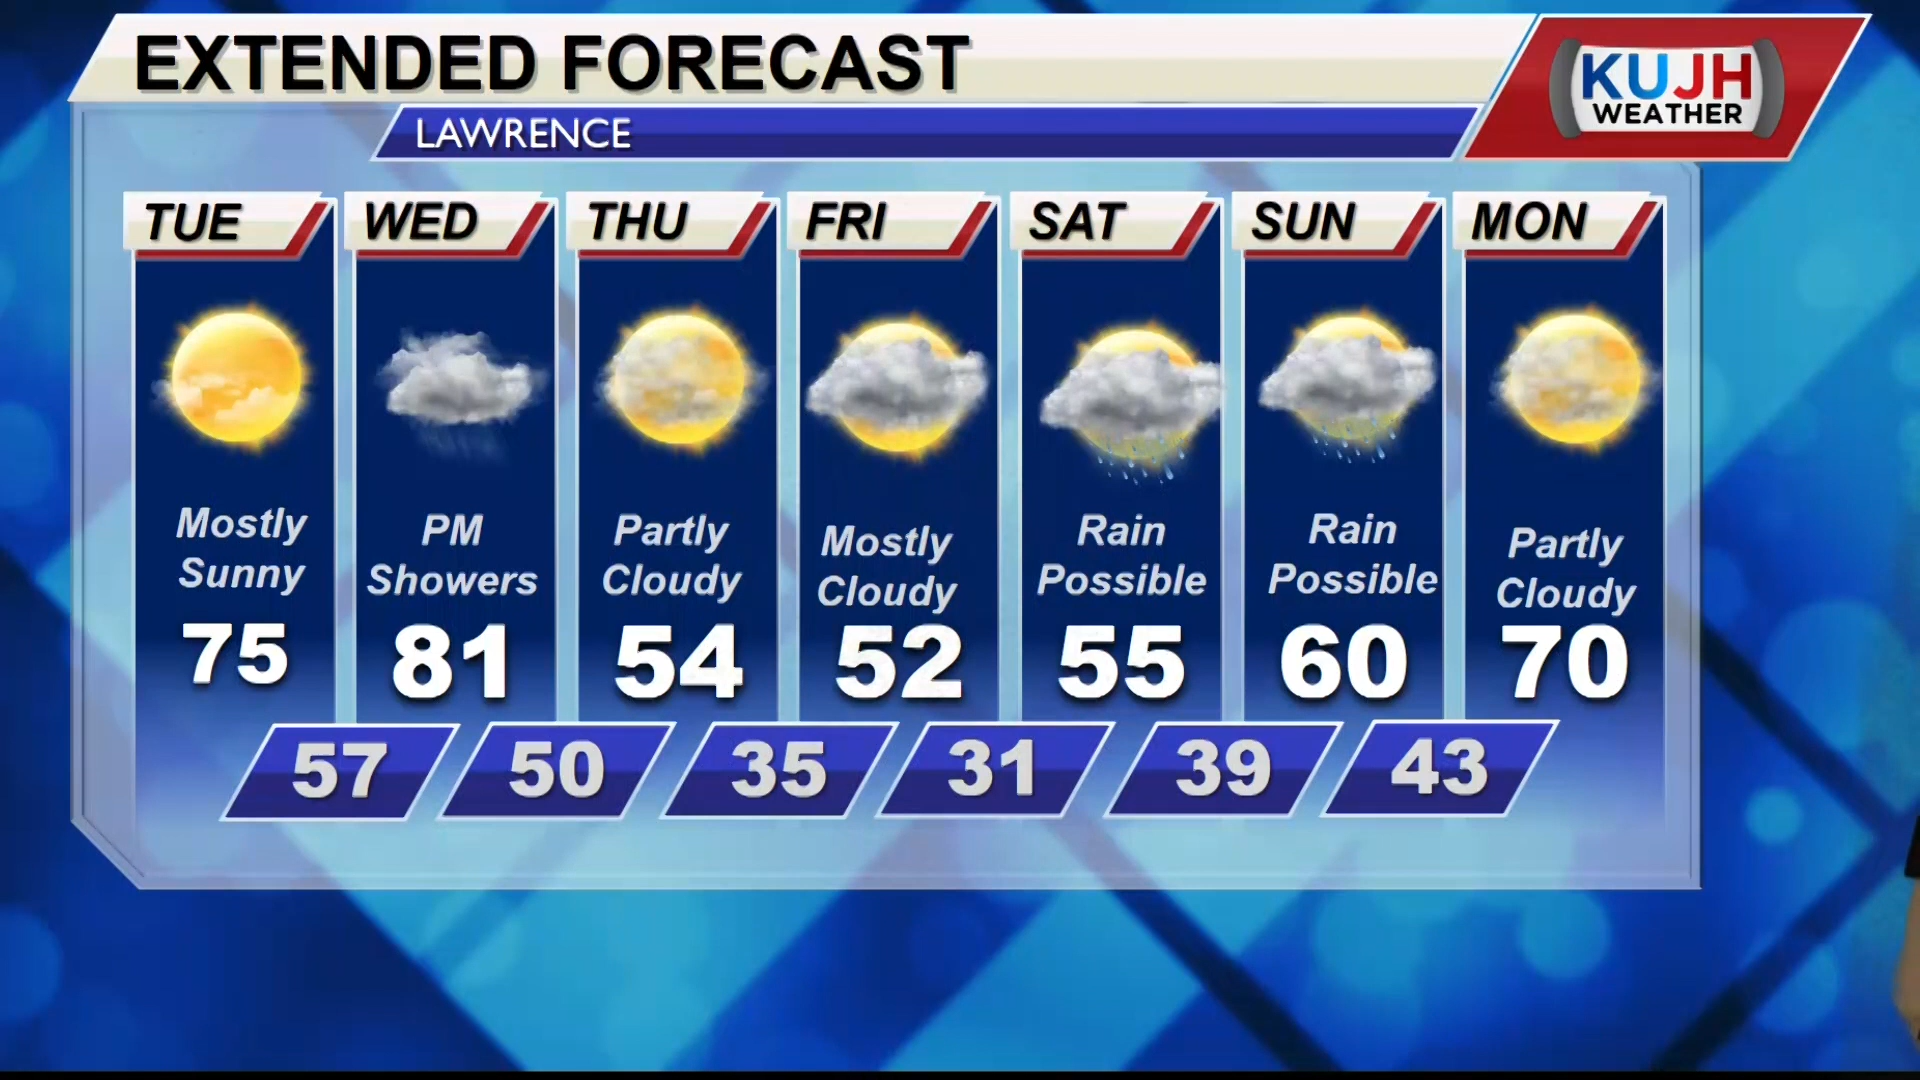 EXTENDED FORECAST
KUJH
WEATHER
LAWRENCE
TUE WED THU FRI SAT SUN MON
Mostly
Sunny
75
PM
Showers
81
Partly
Cloudy
54
Mostly
Cloudy
52
Rain
Possible
55
Rain
Possible
60
Partly
Cloudy
70
57 50 35 31 39 43